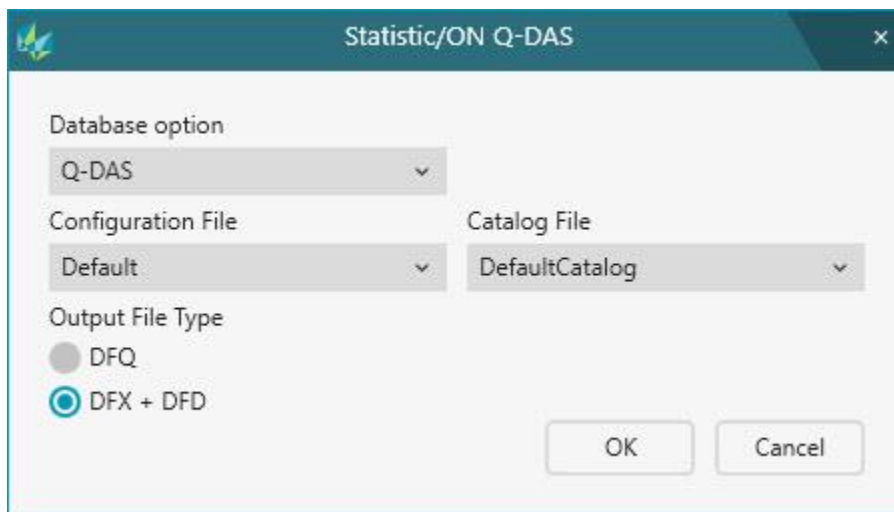 Statistic/ON Q-DAS
Database option
Q-DAS
Configuration File Catalog File
Default DefaultCatalog
Output File Type
DFQ
DFX + DFD
OK Cancel